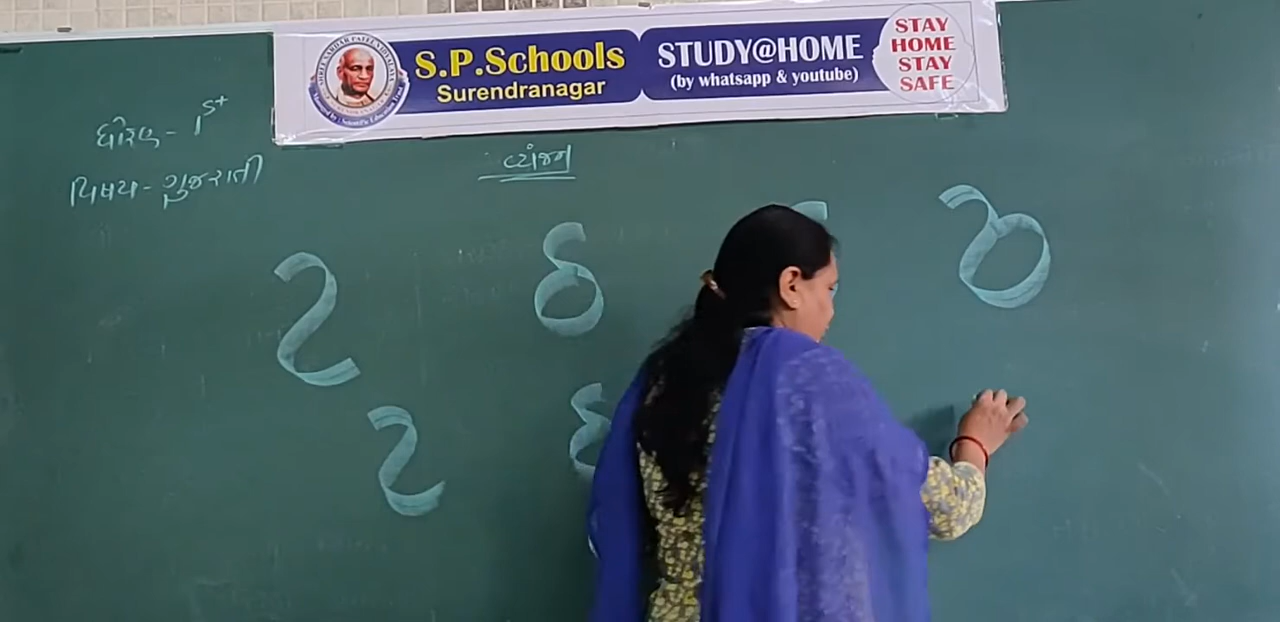 S.P.Schools
Surendranagar
STUDY@HOME
(by whatsapp & youtube)
STAY
HOME
STAY
SAFE
ધોરણ - 1st
વિષય - ગુજરાતી
વ્યંજન
ટ ઠ ઢ
ટ